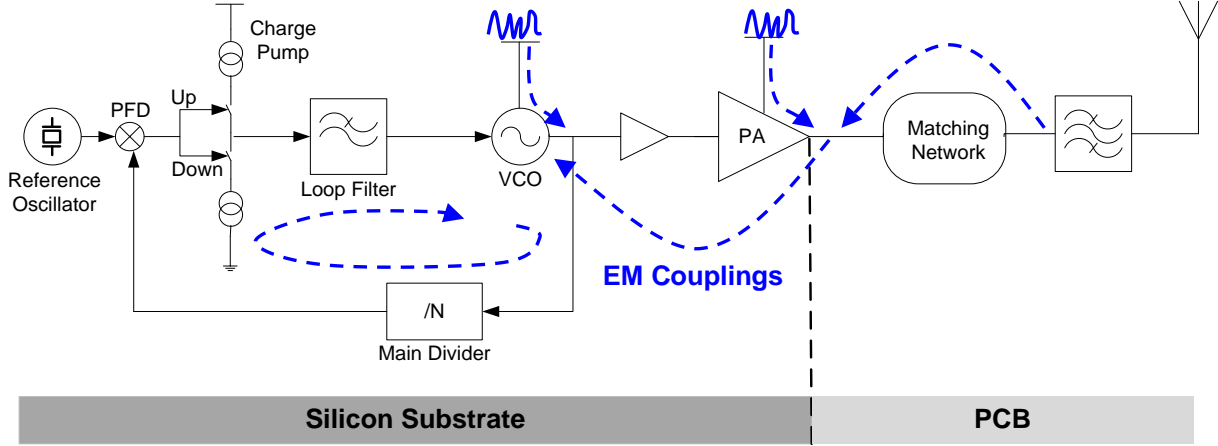 Charge
Pump
PFD
Up
Down
Reference
Oscillator
Loop Filter
VCO
PA
Matching
Network
EM Couplings
/N
Main Divider
Silicon Substrate
PCB